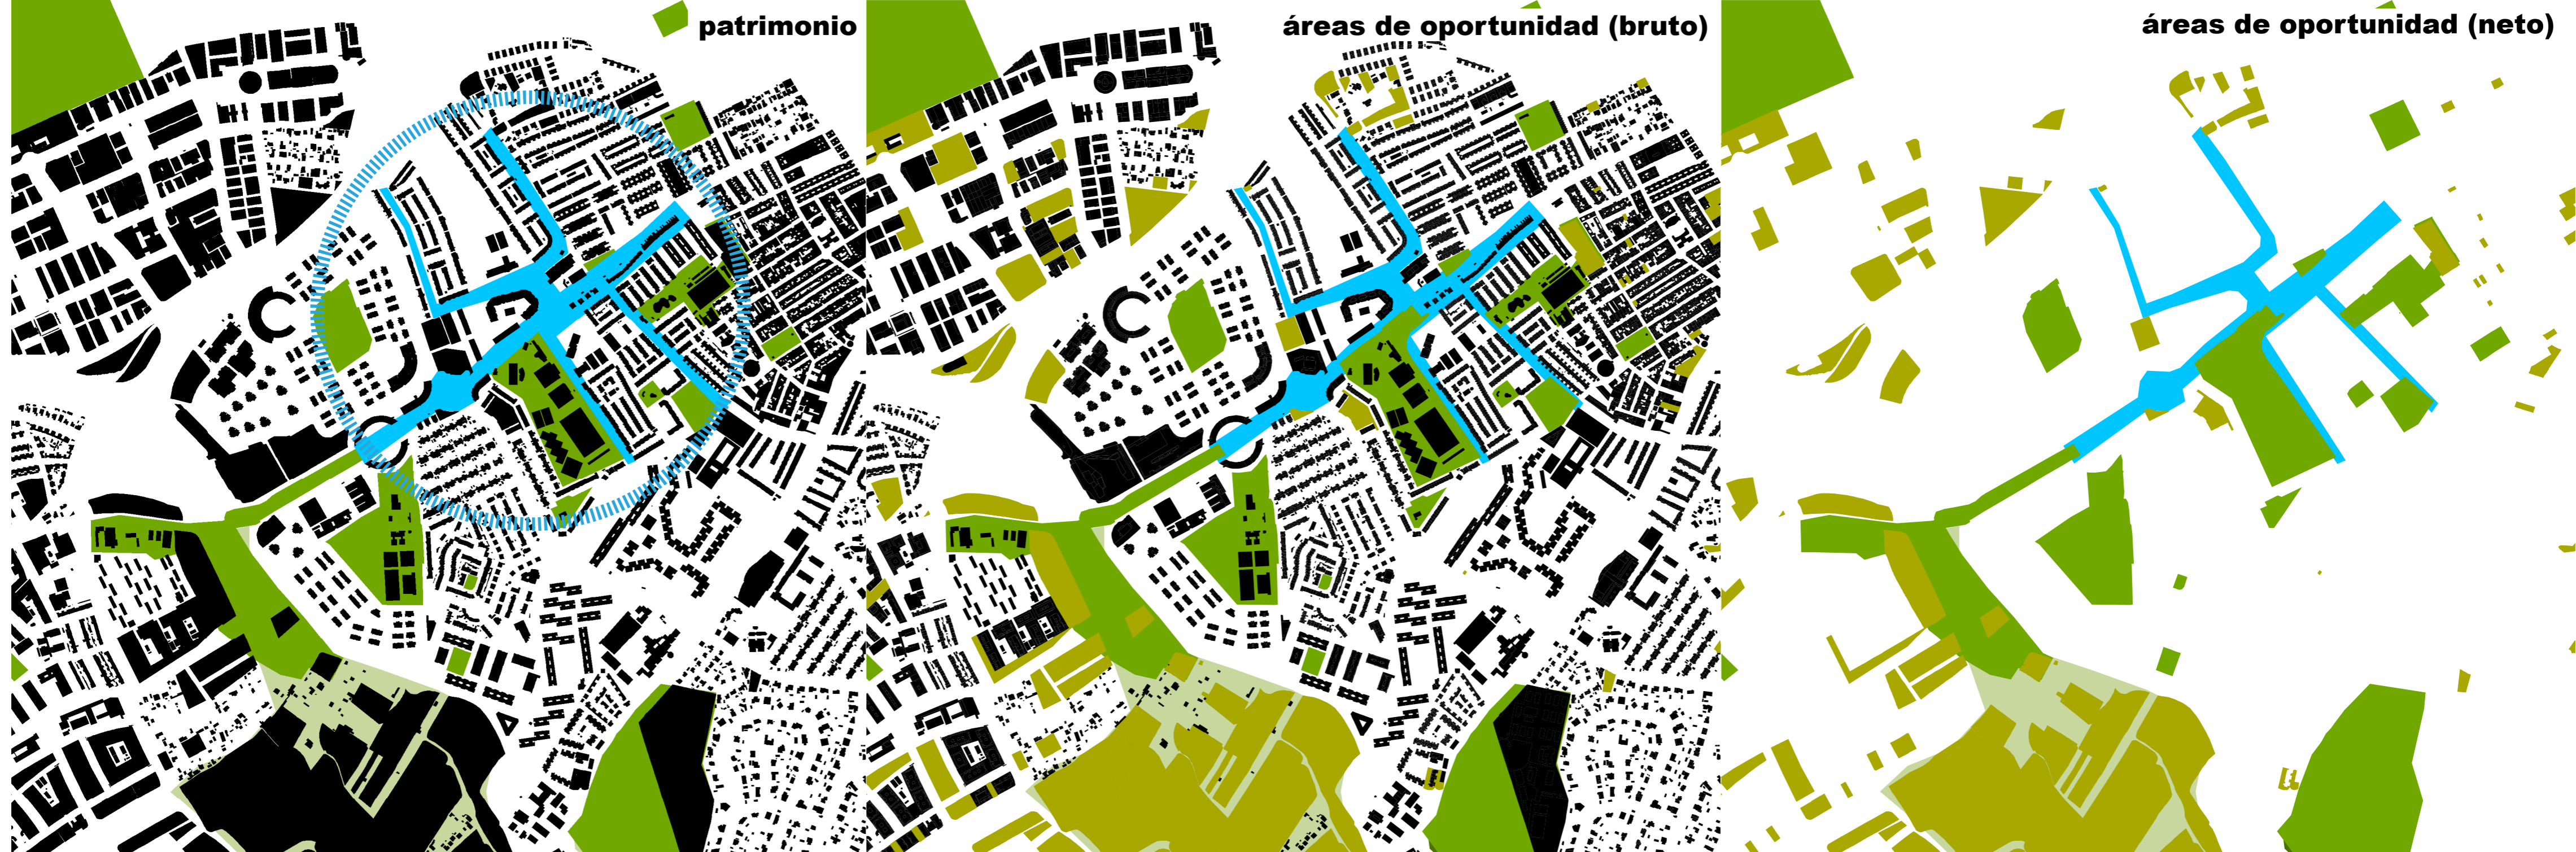 patrimonio
áreas de oportunidad (bruto)
áreas de oportunidad (neto)